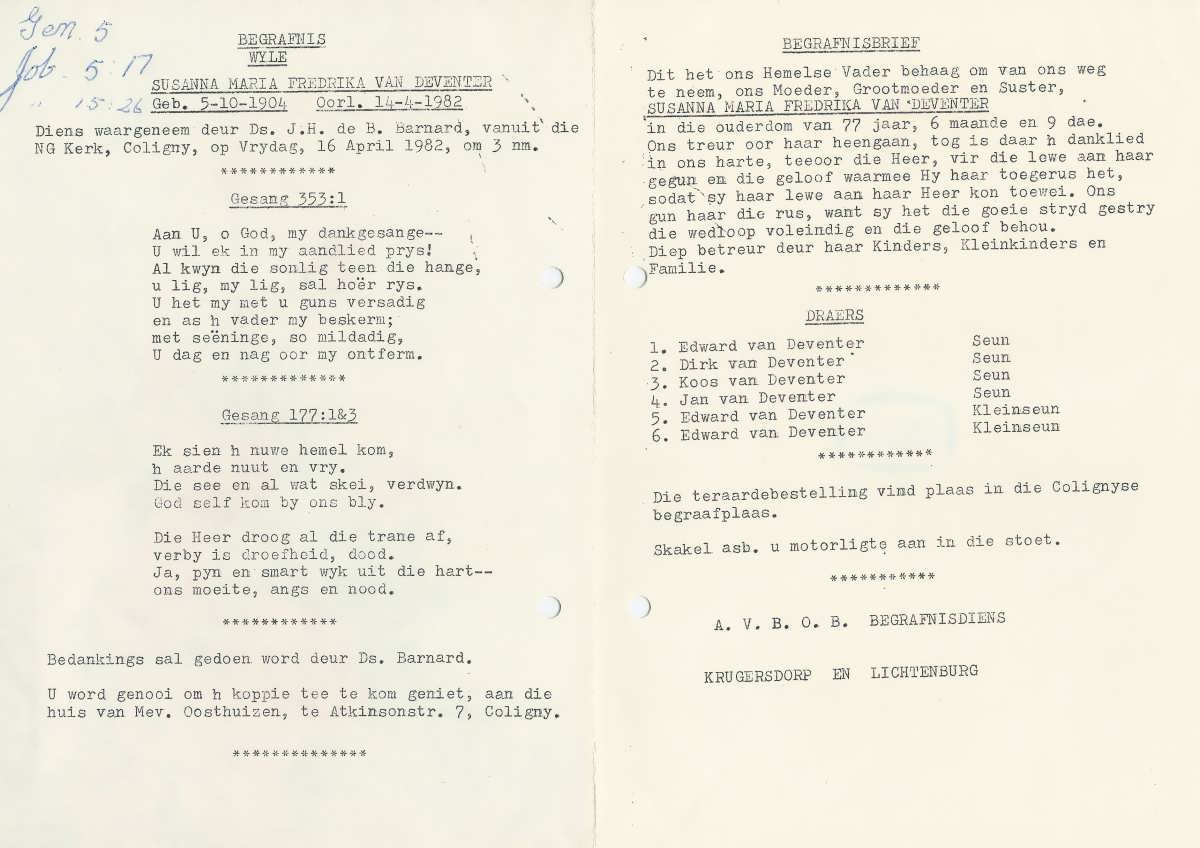 Gen. 5
Job. 5:17
" 15:26
BEGRAFNIS
WYLE
SUSANNA MARIA FREDRIKA VAN DEVENTER
Geb. 5-10-1904 Oorl. 14-4-1982
Diens waargeneem deur Ds. J.H. de B. Barnard, vanuit die
NG Kerk, Coligny, op Vrydag, 16 April 1982, om 3 nm.
************
Gesang 353:1
Aan U, o God, my dankgesange--
U wil ek in my aandlied prys!
Al kwyn die sonlig teen die hange,
u lig, my lig, sal hoër rys.
U het my met u guns versadig
en as ŉ vader my beskerm;
met seëninge, so mildadig,
U dag en nag oor my ontferm.
*************
Gesang 177:1&3
Ek sien ŉ nuwe hemel kom,
ŉ aarde nuut en vry.
Die see en al wat skei, verdwyn.
God self kom by ons bly.
Die Heer droog al die trane af,
verby is droefheid, dood.
Ja, pyn en smart wyk uit die hart--
ons moeite, angs en nood.
************
Bedankings sal gedoen word deur Ds. Barnard.
U word genooi om ŉ koppie tee te kom geniet, aan die
huis van Mev. Oosthuizen, te Atkinsonstr. 7, Coligny.
**************
BEGRAFNISBRIEF
Dit het ons Hemelse Vader behaag om van ons weg
te neem, ons Moeder, Grootmoeder en Suster,
SUSANNA MARIA FREDRIKA VAN DEVENTER
in die ouderdom van 77 jaar, 6 maande en 9 dae.
Ons treur oor haar heengaan, tog is daar ŉ danklied
in ons harte, teeoor die Heer, vir die lewe aan haar
gegun en die geloof waarmee Hy haar toegerus het,
sodat sy haar lewe aan haar Heer kon toewei. Ons
gun haar die rus, want sy het die goeie stryd gestry
die wedloop voleindig en die geloof behou.
Diep betreur deur haar Kinders, Kleinkinders en
Familie.
*************
DRAERS
1. Edward van Deventer Seun
2. Dirk van Deventer Seun
3. Koos van Deventer Seun
4. Jan van Deventer Seun
5. Edward van Deventer Kleinseun
6. Edward van Deventer Kleinseun
************
Die teraardebestelling vind plaas in die Colignyse
begraafplaas.
Skakel asb. u motorligte aan in die stoet.
***********
A. V. B. O. B. BEGRAFNISDIENS
KRUGERSDORP EN LICHTENBURG